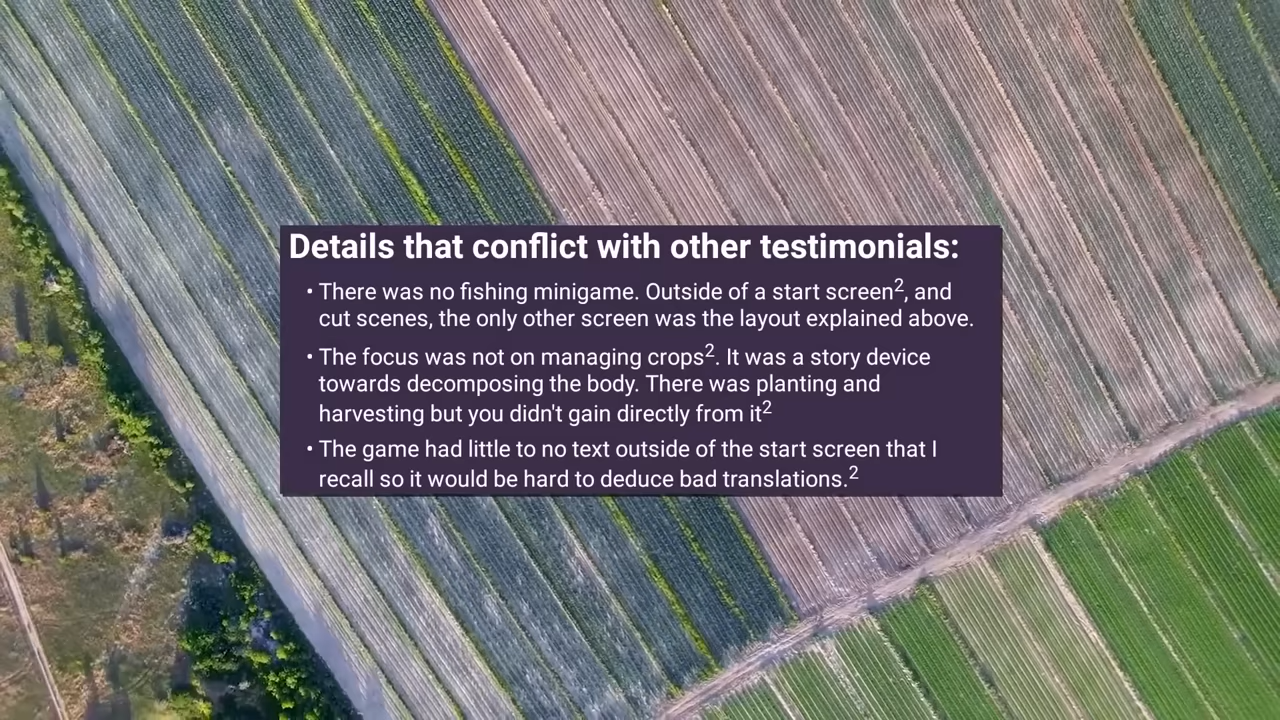 Details that conflict with other testimonials:
• There was no fishing minigame. Outside of a start screen2, and
cut scenes, the only other screen was the layout explained above.
• The focus was not on managing crops2. It was a story device
towards decomposing the body. There was planting and
harvesting but you didn't gain directly from it2
• The game had little to no text outside of the start screen that I
recall so it would be hard to deduce bad translations.2